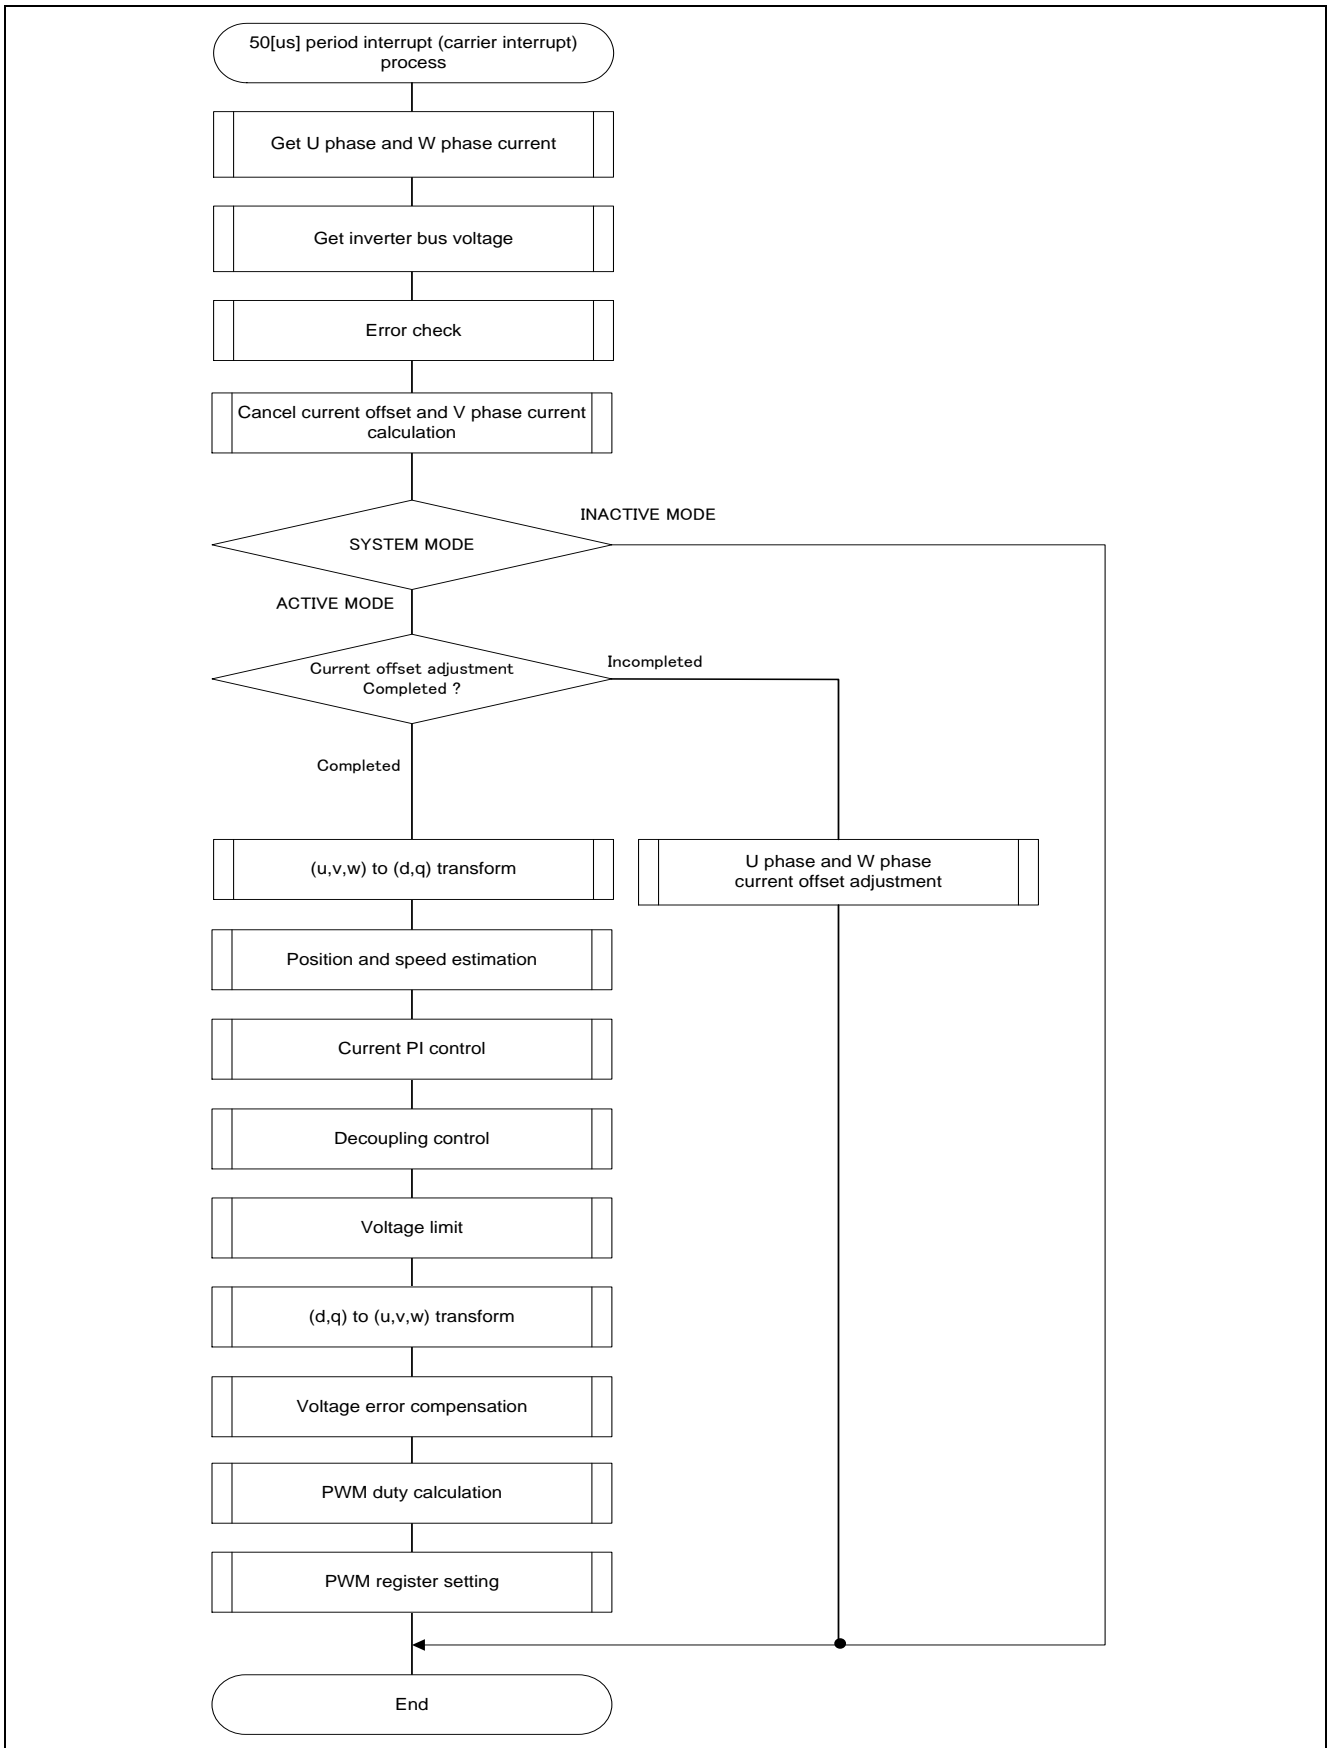 50[us] period interrupt (carrier interrupt)
process
Get U phase and W phase current
Get inverter bus voltage
Error check
Cancel current offset and V phase current
calculation
INACTIVE MODE
SYSTEM MODE
ACTIVE MODE
Current offset adjustment
Completed ?
Incompleted
Completed
(u,v,w) to (d,q) transform
U phase and W phase
current offset adjustment
Position and speed estimation
Current PI control
Decoupling control
Voltage limit
(d,q) to (u,v,w) transform
Voltage error compensation
PWM duty calculation
PWM register setting
End